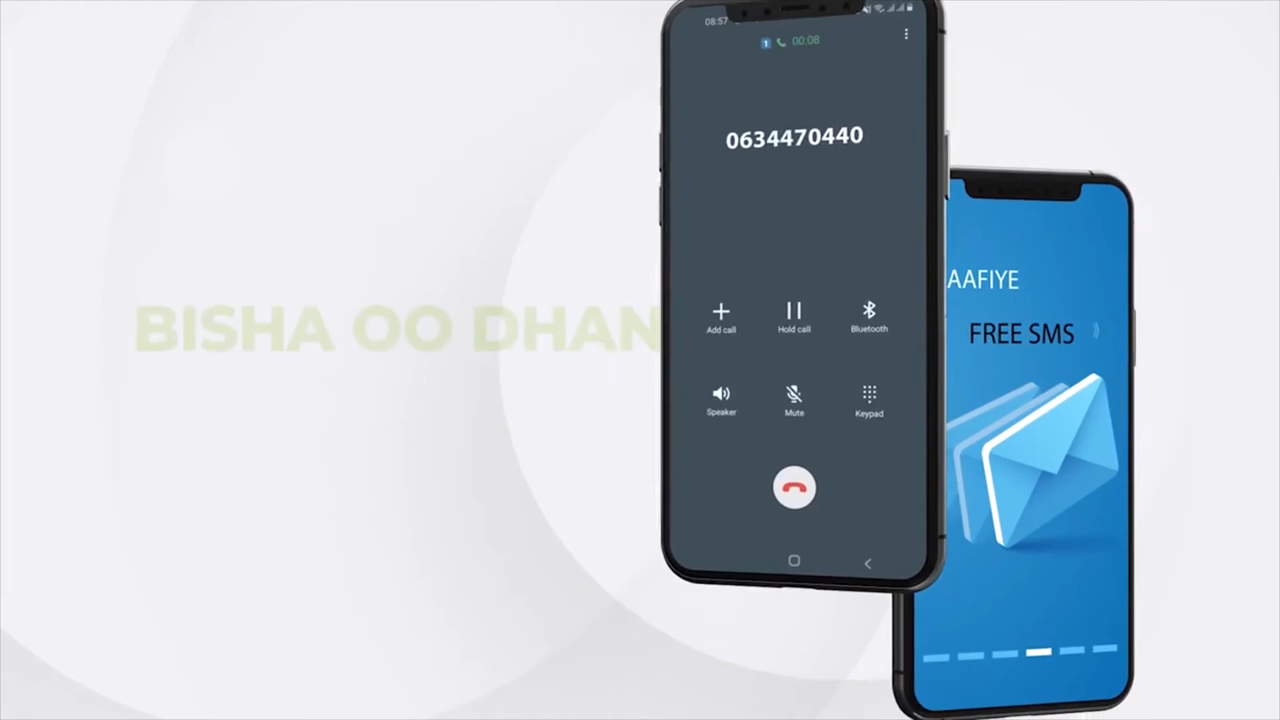 08:57
1 00:08
0634470440
Add call
Hold call
Bluetooth
Speaker
Mute
Keypad
BISHA OO DHAN
AAFIYE
FREE SMS